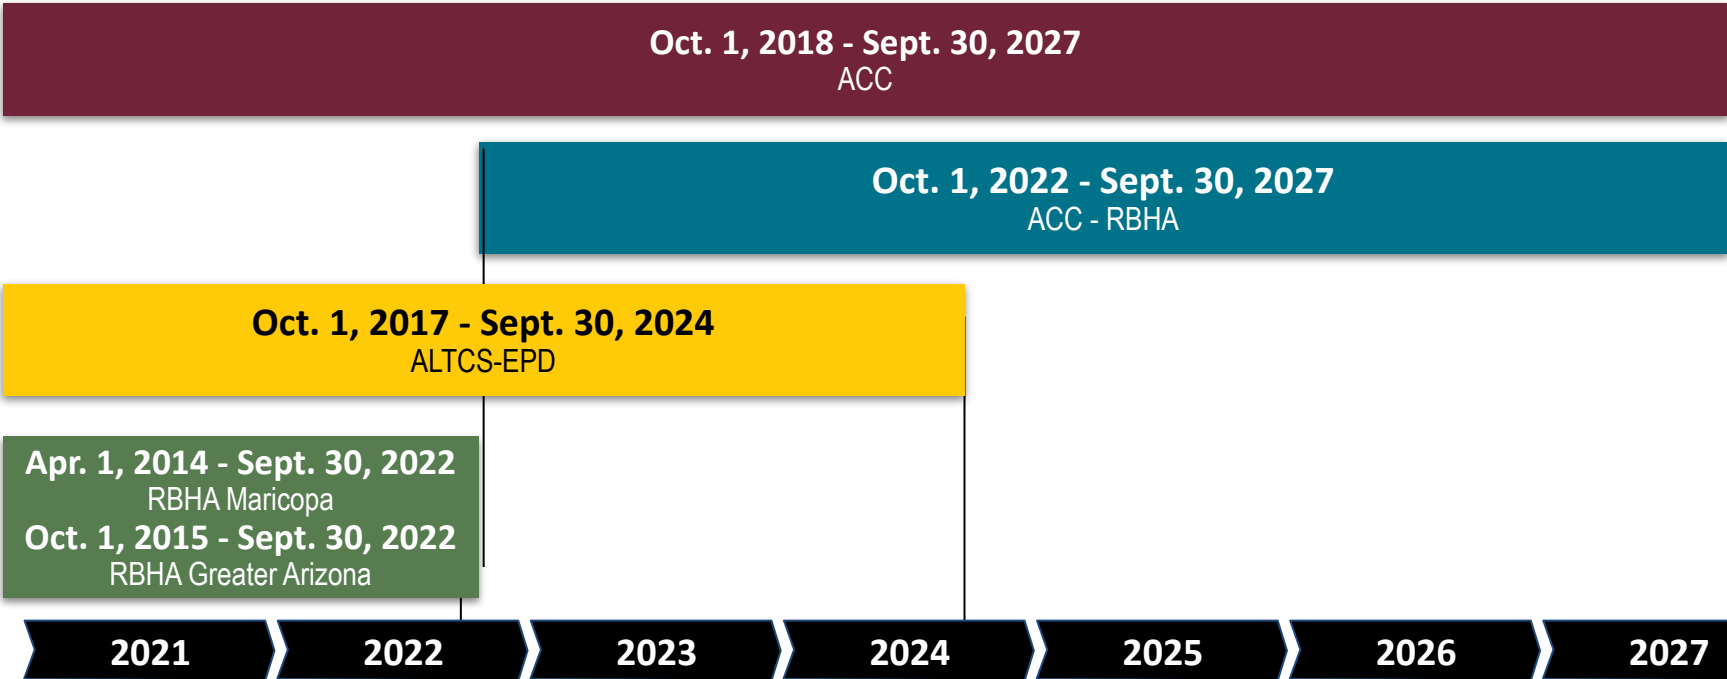 Oct. 1, 2018 - Sept. 30, 2027
ACC
Oct. 1, 2022 - Sept. 30, 2027
ACC - RBHA
Oct. 1, 2017 - Sept. 30, 2024
ALTCS-EPD
Apr. 1, 2014 - Sept. 30, 2022
RBHA Maricopa
Oct. 1, 2015 - Sept. 30, 2022
RBHA Greater Arizona
2021 2022 2023 2024 2025 2026 2027